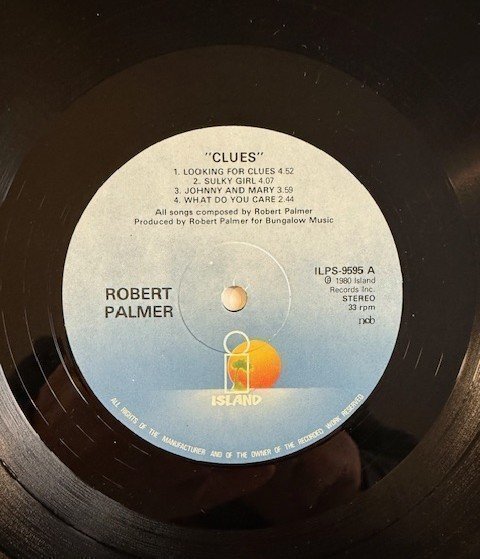 "CLUES"
1. LOOKING FOR CLUES 4.52
2. SULKY GIRL 4.07
3. JOHNNY AND MARY 3.59
4. WHAT DO YOU CARE 2.44
All songs composed by Robert Palmer
Produced by Robert Palmer for Bungalow Music
ROBERT
PALMER
ILPS-9595 A
℗ 1980 Island
Records Inc.
STEREO
33 rpm
ncb
ISLAND
ALL RIGHTS OF THE MANUFACTURER AND OF THE OWNER OF THE RECORDED WORK RESERVED